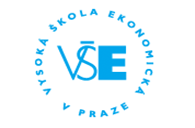 VYSOKÁ ŠKOLA EKONOMICKÁ
VŠE
V PRAZE